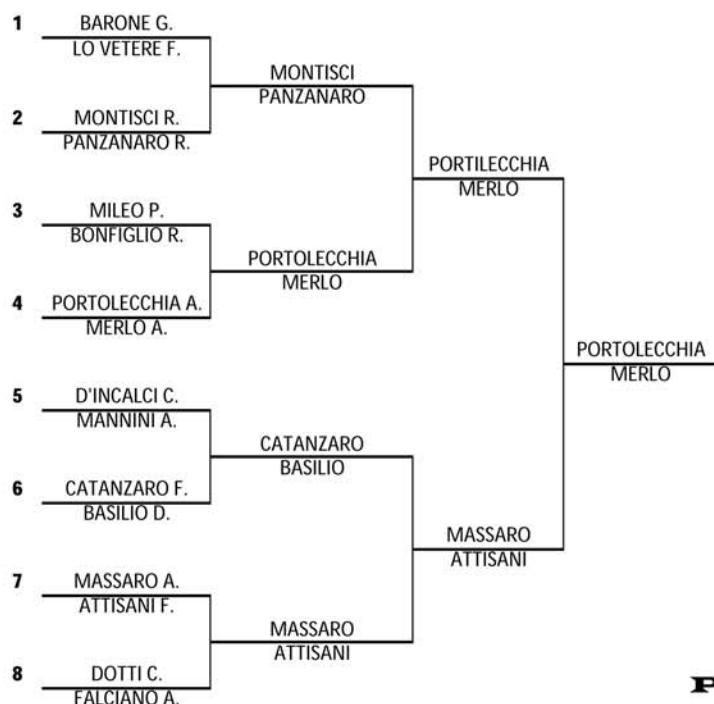 1 BARONE G.
LO VETERE F.
MONTISCI
PANZANARO
2 MONTISCI R.
PANZANARO R.
PORTILECCHIA
MERLO
3 MILEO P.
BONFIGLIO R.
PORTOLECCHIA
MERLO
4 PORTOLECCHIA A.
MERLO A.
PORTOLECCHIA
MERLO
5 D'INCALCI C.
MANNINI A.
CATANZARO
BASILIO
6 CATANZARO F.
BASILIO D.
MASSARO
ATTISANI
7 MASSARO A.
ATTISANI F.
MASSARO
ATTISANI
8 DOTTI C.
FALCIANO A.
P